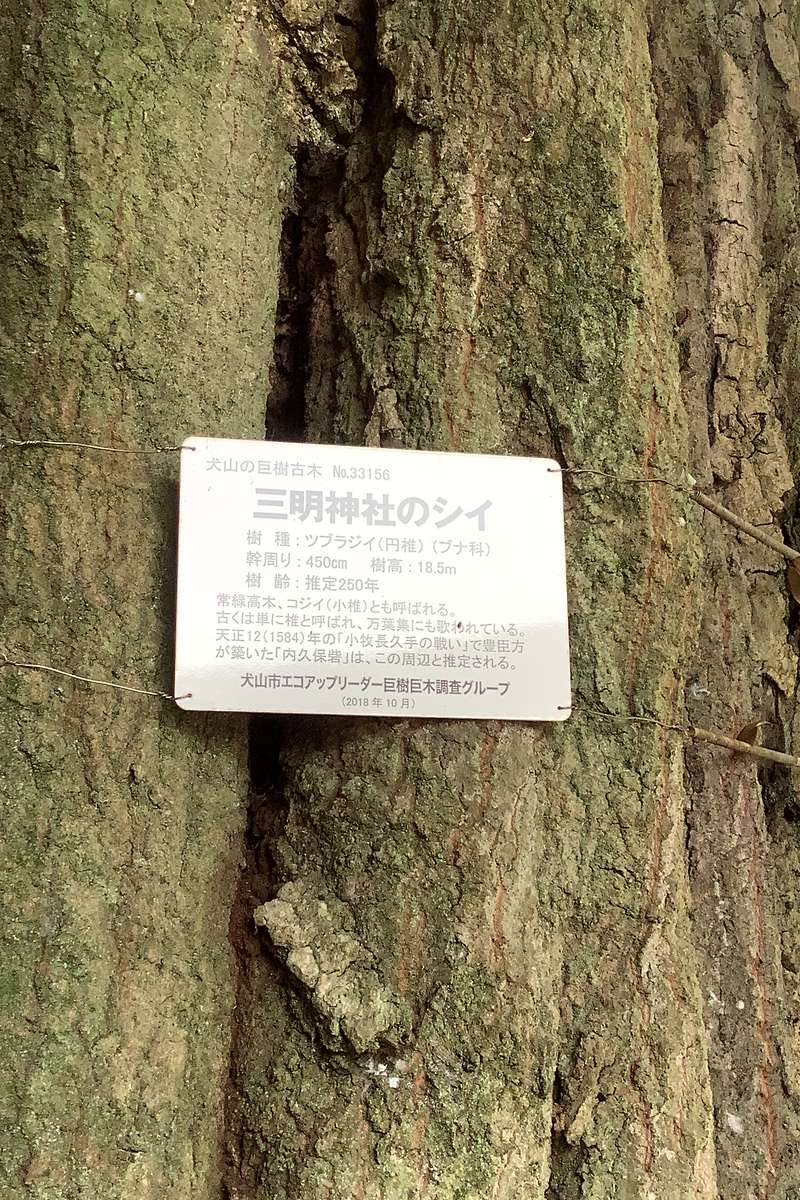 犬山の巨樹古木 No.33156
三明神社のシイ
樹 種：ツブラジイ（円椎）（ブナ科）
幹周り：450㎝ 樹高：18.5m
樹 齢：推定250年
常緑高木、コジイ（小椎）とも呼ばれる。
古くは単に椎と呼ばれ、万葉集にも歌われている。
天正12（1584）年の「小牧長久手の戦い」で豊臣方
が築いた「内久保砦」は、この周辺と推定される。
犬山市エコアップリーダー巨樹巨木調査グループ
（2018年10月）